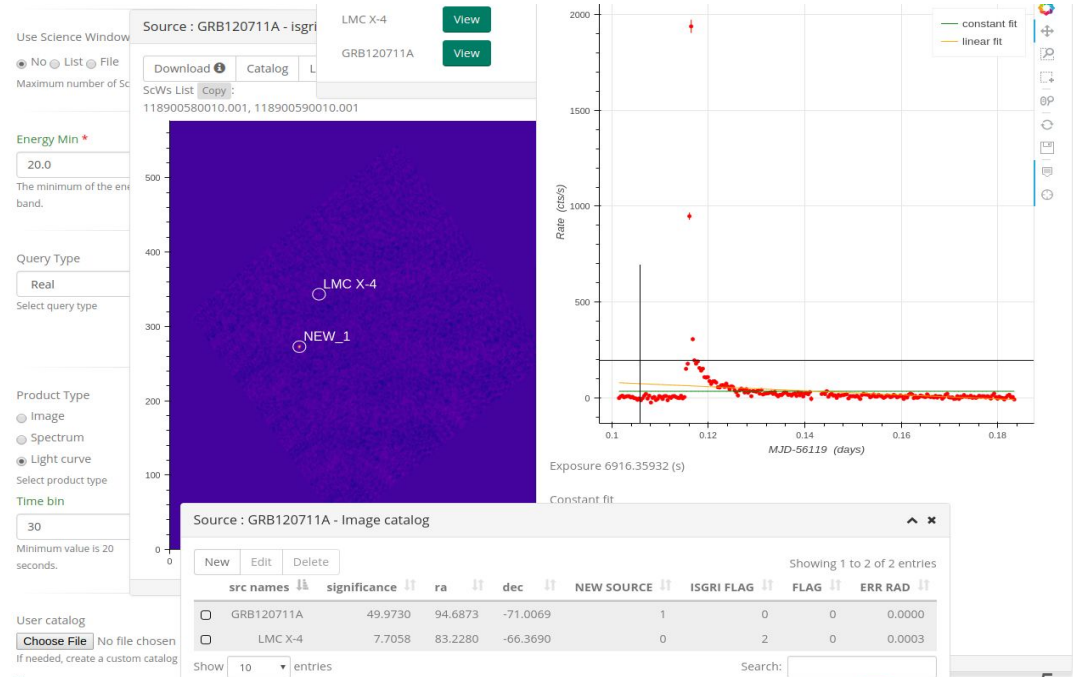 Use Science Window
No List File
Maximum number of Sc
Energy Min *
20.0
The minimum of the ene
band.
Query Type
Real
Select query type
Product Type
Image
Spectrum
Light curve
Select product type
Time bin
30
Minimum value is 20
seconds.
User catalog
Choose File No file chosen
If needed, create a custom catalog
Source : GRB120711A - isgri
Download Catalog L
ScWs List Copy :
118900580010.001, 118900590010.001
500
400
300
200
100
0
0
LMC X-4
NEW_1
LMC X-4 View
GRB120711A View
constant fit
linear fit
2000
1500
1000
500
0
Rate (cts/s)
0.1 0.12 0.14 0.16 0.18
MJD-56119 (days)
Exposure 6916.35932 (s)
Constant fit
Source : GRB120711A - Image catalog
New Edit Delete
Showing 1 to 2 of 2 entries
src names significance ra dec NEW SOURCE ISGRI FLAG FLAG ERR RAD
GRB120711A 49.9730 94.6873 -71.0069 1 0 0 0.0000
LMC X-4 7.7058 83.2280 -66.3690 0 2 0 0.0003
Show 10 entries
Search: